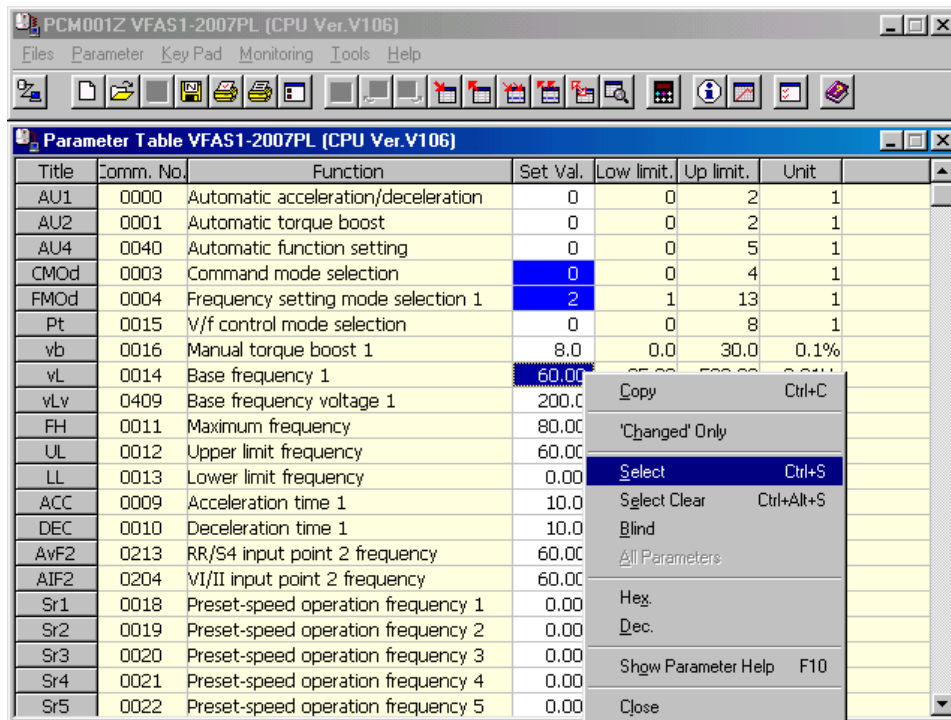 PCM001Z VFAS1-2007PL (CPU Ver.V106)
Files Parameter Key Pad Monitoring Tools Help
Parameter Table VFAS1-2007PL (CPU Ver.V106)
Title Comm. No. Function Set Val. Low limit. Up limit. Unit
AU1 0000 Automatic acceleration/deceleration 0 0 2 1
AU2 0001 Automatic torque boost 0 0 2 1
AU4 0040 Automatic function setting 0 0 5 1
CMOd 0003 Command mode selection 0 0 4 1
FMOd 0004 Frequency setting mode selection 1 2 1 13 1
Pt 0015 V/f control mode selection 0 0 8 1
vb 0016 Manual torque boost 1 8.0 0.0 30.0 0.1%
vL 0014 Base frequency 1 60.00
vLv 0409 Base frequency voltage 1 200.0
FH 0011 Maximum frequency 80.00
UL 0012 Upper limit frequency 60.00
LL 0013 Lower limit frequency 0.00
ACC 0009 Acceleration time 1 10.0
DEC 0010 Deceleration time 1 10.0
AvF2 0213 RR/S4 input point 2 frequency 60.00
AIF2 0204 VI/II input point 2 frequency 60.00
Sr1 0018 Preset-speed operation frequency 1 0.00
Sr2 0019 Preset-speed operation frequency 2 0.00
Sr3 0020 Preset-speed operation frequency 3 0.00
Sr4 0021 Preset-speed operation frequency 4 0.00
Sr5 0022 Preset-speed operation frequency 5 0.00
Copy Ctrl+C
'Changed' Only
Select Ctrl+S
Select Clear Ctrl+Alt+S
Blind
All Parameters
Hex.
Dec.
Show Parameter Help F10
Close